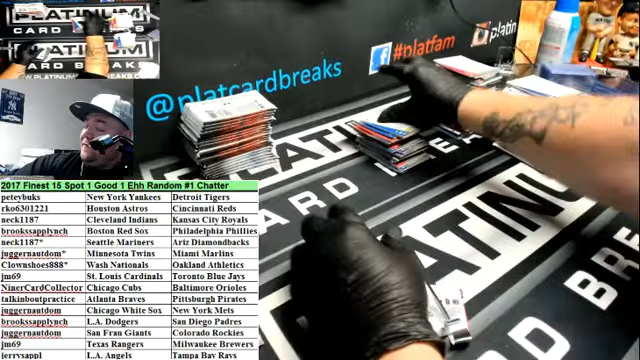 PLATINUM
CARD BREAKS
@platcardbreaks
#platfam
platin
PLATINUM
CARD BREAKS
2017 Finest 15 Spot 1 Good 1 Ehh Random #1 Chatter
peteybuks New York Yankees Detroit Tigers
rko6301221 Houston Astros Cincinati Reds
neck1187 Cleveland Indians Kansas City Royals
brookssapplynch Boston Red Sox Philadelphia Phillies
neck1187* Seattle Mariners Ariz Diamondbacks
juggernautdom* Minnesota Twins Miami Marlins
Clownshoes888* Wash Nationals Oakland Athletics
jm69 St. Louis Cardinals Toronto Blue Jays
NinerCardCollector Chicago Cubs Baltimore Orioles
talkinboutpractice Atlanta Braves Pittsburgh Pirates
juggernautdom Chicago White Sox New York Mets
brookssapplynch L.A. Dodgers San Diego Padres
juggernautdom San Fran Giants Colorado Rockies
jm69 Texas Rangers Milwaukee Brewers
jerrysappl L.A. Angels Tampa Bay Rays